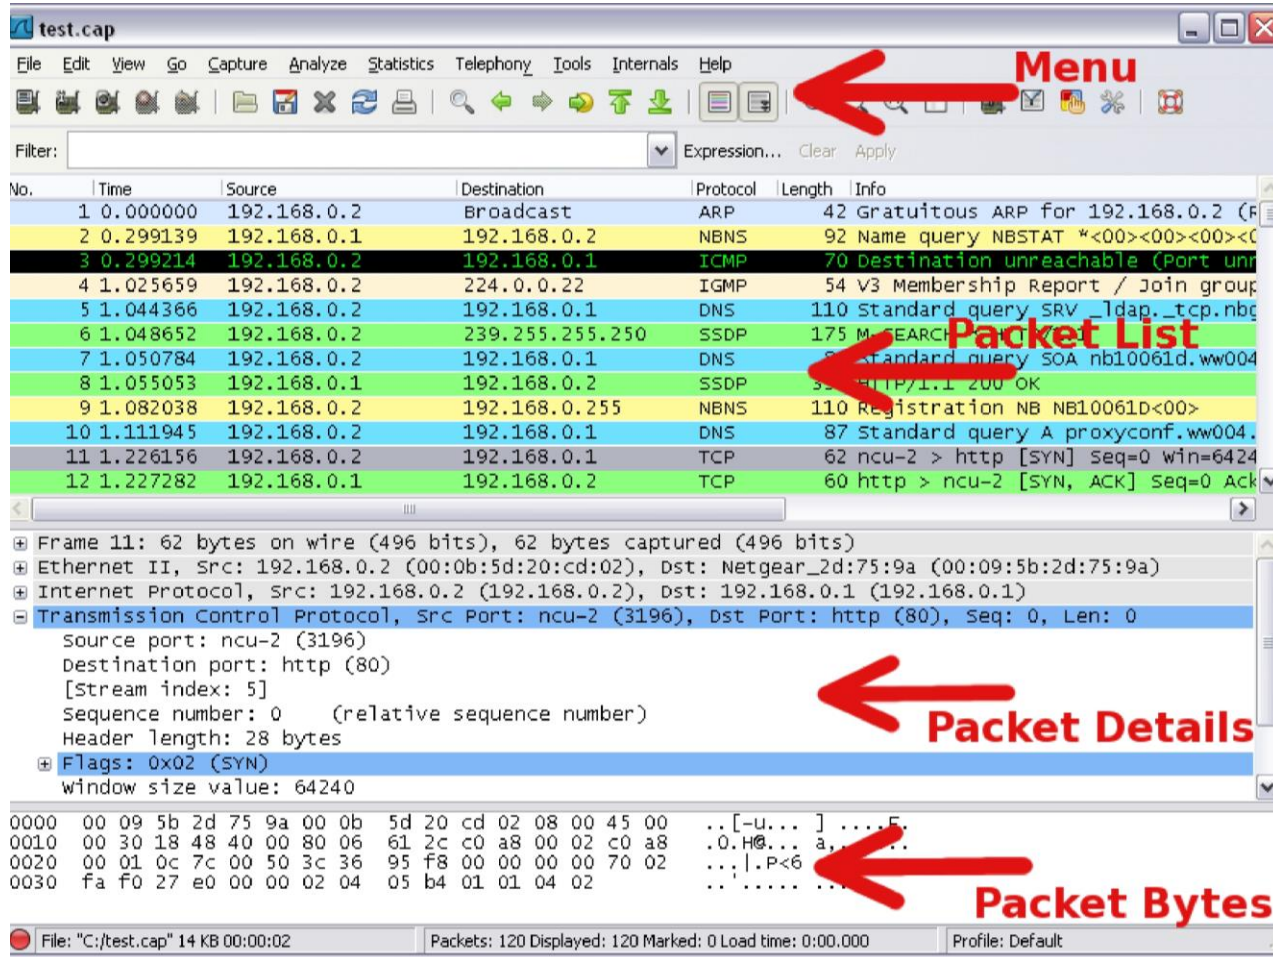 test.cap
File Edit View Go Capture Analyze Statistics Telephony Tools Internals Help
Menu
Filter: Expression... Clear Apply
No. Time Source Destination Protocol Length Info
1 0.000000 192.168.0.2 Broadcast ARP 42 Gratuitous ARP for 192.168.0.2 (R
2 0.299139 192.168.0.1 192.168.0.2 NBNS 92 Name query NBSTAT *<00><00><00><0
3 0.299214 192.168.0.2 192.168.0.1 ICMP 70 Destination unreachable (Port unr
4 1.025659 192.168.0.2 224.0.0.22 IGMP 54 V3 Membership Report / Join group
5 1.044366 192.168.0.2 192.168.0.1 DNS 110 Standard query SRV _ldap._tcp.nbg
6 1.048652 192.168.0.2 239.255.255.250 SSDP 175 M-SEARCH
Packet List
7 1.050784 192.168.0.2 192.168.0.1 DNS Standard query SOA nb10061d.ww004
8 1.055053 192.168.0.1 192.168.0.2 SSDP HTTP/1.1 200 OK
9 1.082038 192.168.0.2 192.168.0.255 NBNS 110 Registration NB NB10061D<00>
10 1.111945 192.168.0.2 192.168.0.1 DNS 87 Standard query A proxyconf.ww004.
11 1.226156 192.168.0.2 192.168.0.1 TCP 62 ncu-2 > http [SYN] Seq=0 Win=6424
12 1.227282 192.168.0.1 192.168.0.2 TCP 60 http > ncu-2 [SYN, ACK] Seq=0 Ack
Frame 11: 62 bytes on wire (496 bits), 62 bytes captured (496 bits)
Ethernet II, Src: 192.168.0.2 (00:0b:5d:20:cd:02), Dst: Netgear_2d:75:9a (00:09:5b:2d:75:9a)
Internet Protocol, Src: 192.168.0.2 (192.168.0.2), Dst: 192.168.0.1 (192.168.0.1)
Transmission Control Protocol, Src Port: ncu-2 (3196), Dst Port: http (80), Seq: 0, Len: 0
Source port: ncu-2 (3196)
Destination port: http (80)
[Stream index: 5]
Sequence number: 0 (relative sequence number)
Packet Details
Header length: 28 bytes
Flags: 0x02 (SYN)
Window size value: 64240
0000 00 09 5b 2d 75 9a 00 0b 5d 20 cd 02 08 00 45 00 ..[-u... ] ....E.
0010 00 30 18 48 40 00 80 06 61 2c c0 a8 00 02 c0 a8 .0.H@... a,
0020 00 01 0c 7c 00 50 3c 36 95 f8 00 00 00 00 70 02 ...|.P<6
0030 fa f0 27 e0 00 00 02 04 05 b4 01 01 04 02 ..'.....
Packet Bytes
File: "C:/test.cap" 14 KB 00:00:02 Packets: 120 Displayed: 120 Marked: 0 Load time: 0:00.000 Profile: Default